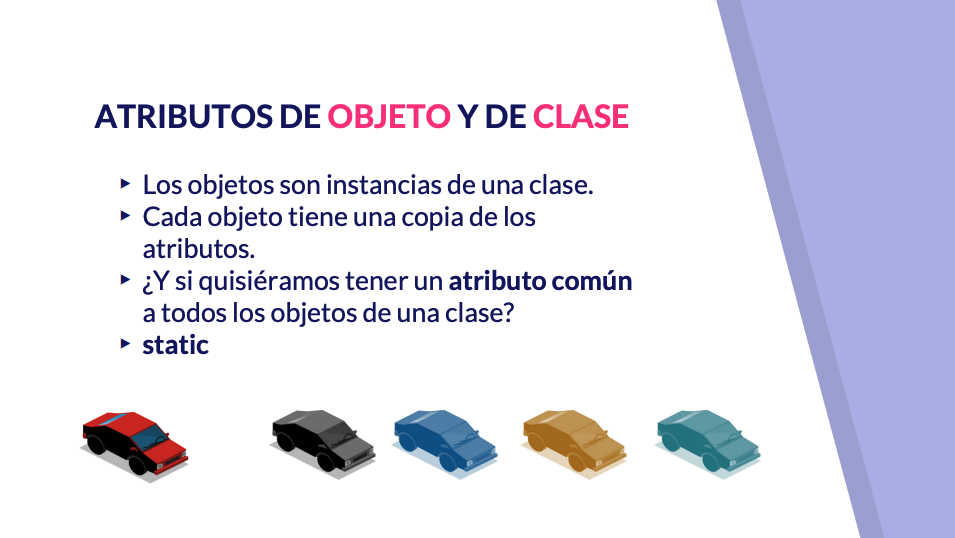 ATRIBUTOS DE OBJETO Y DE CLASE
Los objetos son instancias de una clase.
Cada objeto tiene una copia de los
atributos.
¿Y si quisiéramos tener un atributo común
a todos los objetos de una clase?
static